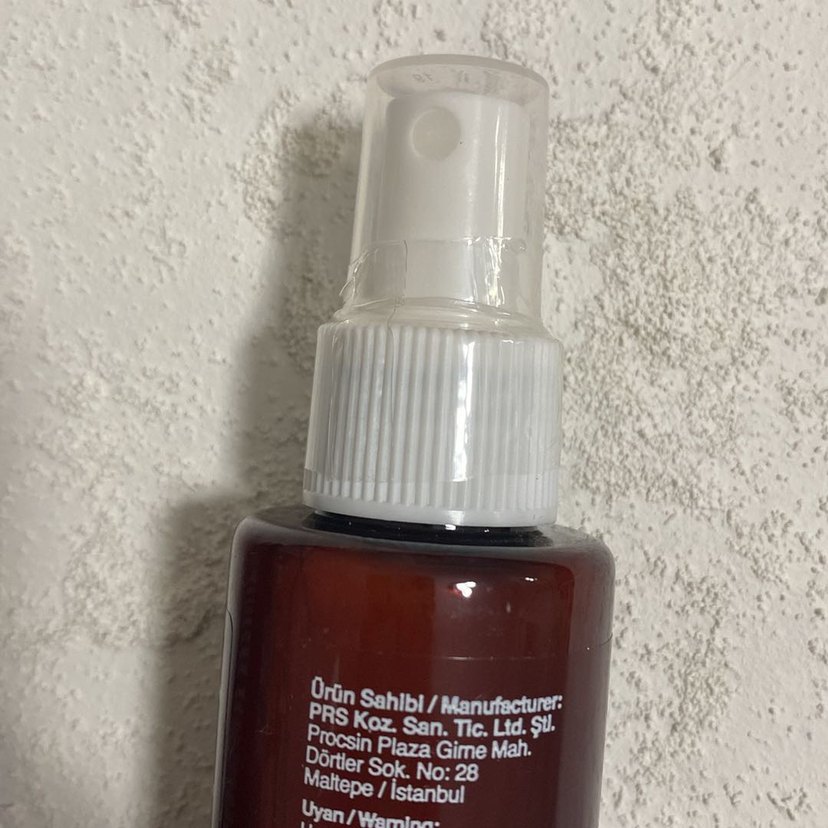 Ürün Sahibi / Manufacturer:
PRS Koz. San. Tic. Ltd. Şti.
Procsin Plaza Girne Mah.
Dörtler Sok. No: 28
Maltepe / İstanbul
Uyarı / Warning: